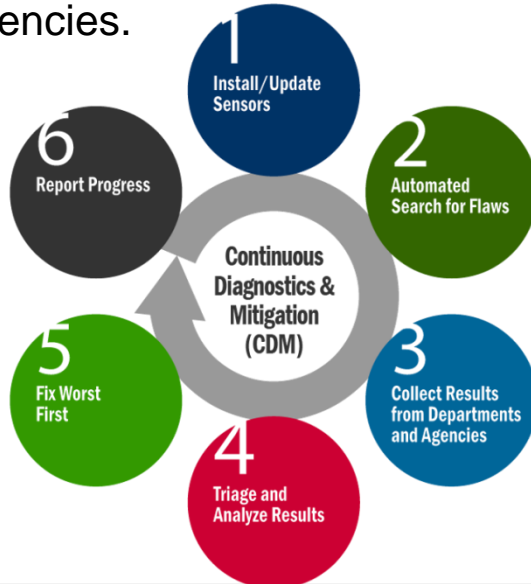 encies.
1
Install/Update
Sensors
2
Automated
Search for Flaws
3
Collect Results
from Departments
and Agencies
4
Triage and
Analyze Results
5
Fix Worst
First
6
Report Progress
Continuous
Diagnostics &
Mitigation
(CDM)